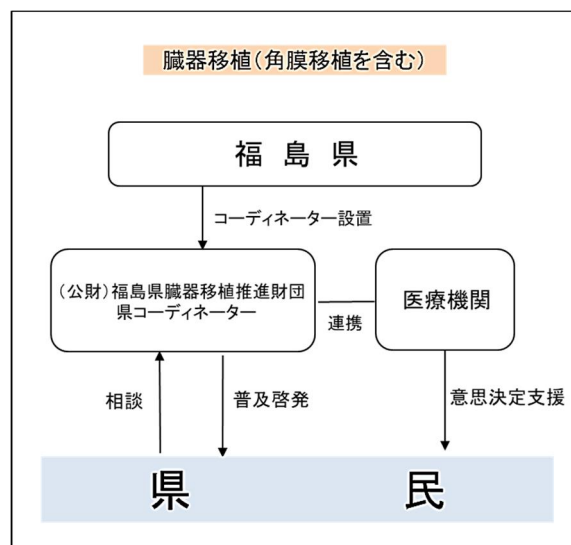 臓器移植(角膜移植を含む)
福島県
コーディネーター設置
(公財)福島県臓器移植推進財団
県コーディネーター
連携
医療機関
相談
普及啓発
意思決定支援
県民